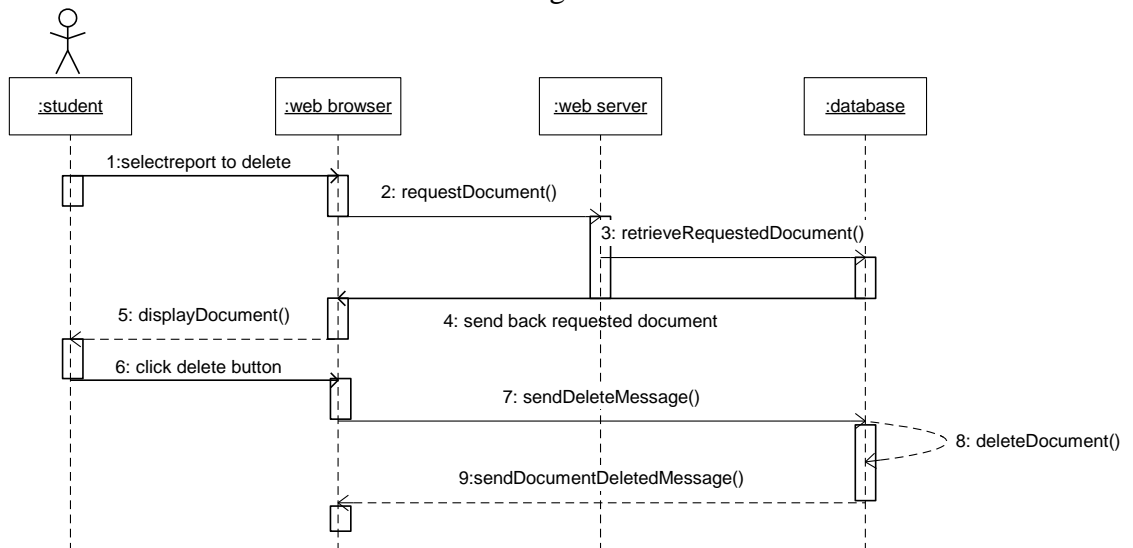 g
:student
:web browser
:web server
:database
1:selectreport to delete
2: requestDocument()
3: retrieveRequestedDocument()
4: send back requested document
5: displayDocument()
6: click delete button
7: sendDeleteMessage()
8: deleteDocument()
9:sendDocumentDeletedMessage()